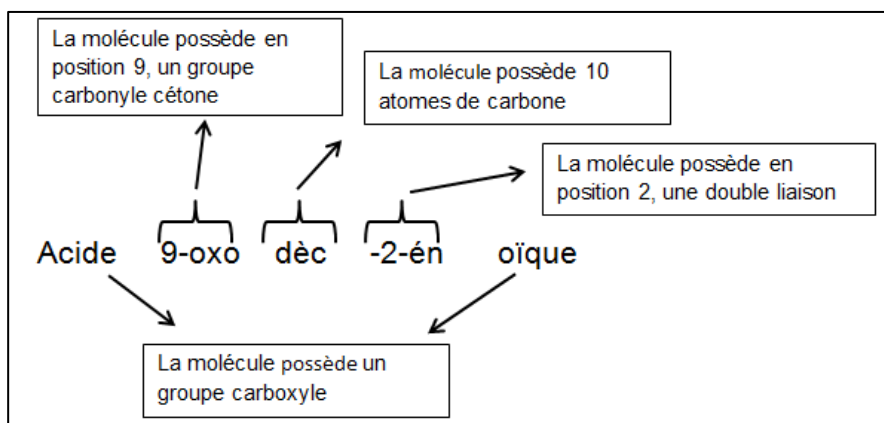 La molécule possède en
position 9, un groupe
carbonyle cétone
La molécule possède 10
atomes de carbone
La molécule possède en
position 2, une double liaison
Acide 9-oxo dèc -2-én oïque
La molécule possède un
groupe carboxyle